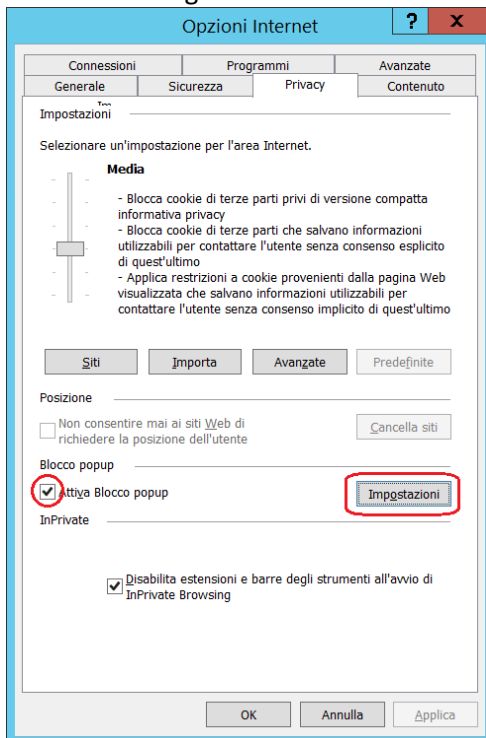 Opzioni Internet
? X
Connessioni Programmi Avanzate
Generale Sicurezza Privacy Contenuto
Impostazioni
Selezionare un'impostazione per l'area Internet.
Media
- Blocca cookie di terze parti privi di versione compatta
informativa privacy
- Blocca cookie di terze parti che salvano informazioni
utilizzabili per contattare l'utente senza consenso esplicito
di quest'ultimo
- Applica restrizioni a cookie provenienti dalla pagina Web
visualizzata che salvano informazioni utilizzabili per
contattare l'utente senza consenso implicito di quest'ultimo
Siti Importa Avanzate Predefinite
Posizione
Non consentire mai ai siti Web di
richiedere la posizione dell'utente
Cancella siti
Blocco popup
Attiva Blocco popup
Impostazioni
InPrivate
Disabilita estensioni e barre degli strumenti all'avvio di
InPrivate Browsing
OK Annulla Applica